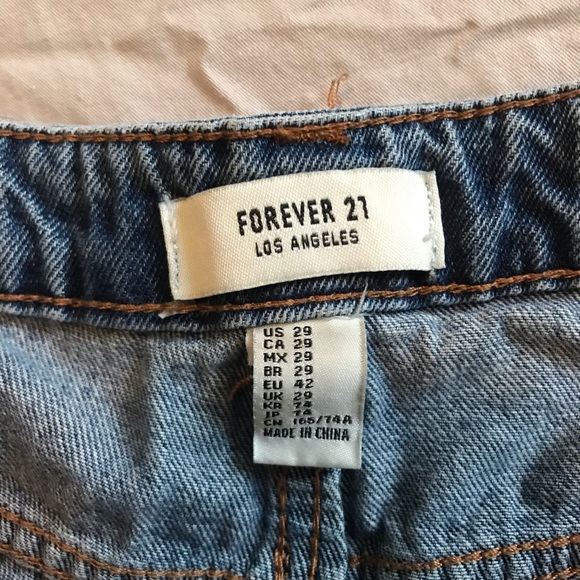 FOREVER 21
LOS ANGELES
US 29
CA 29
MX 29
BR 29
EU 42
UK 29
KR 74
JP 74
CN 165/74A
MADE IN CHINA